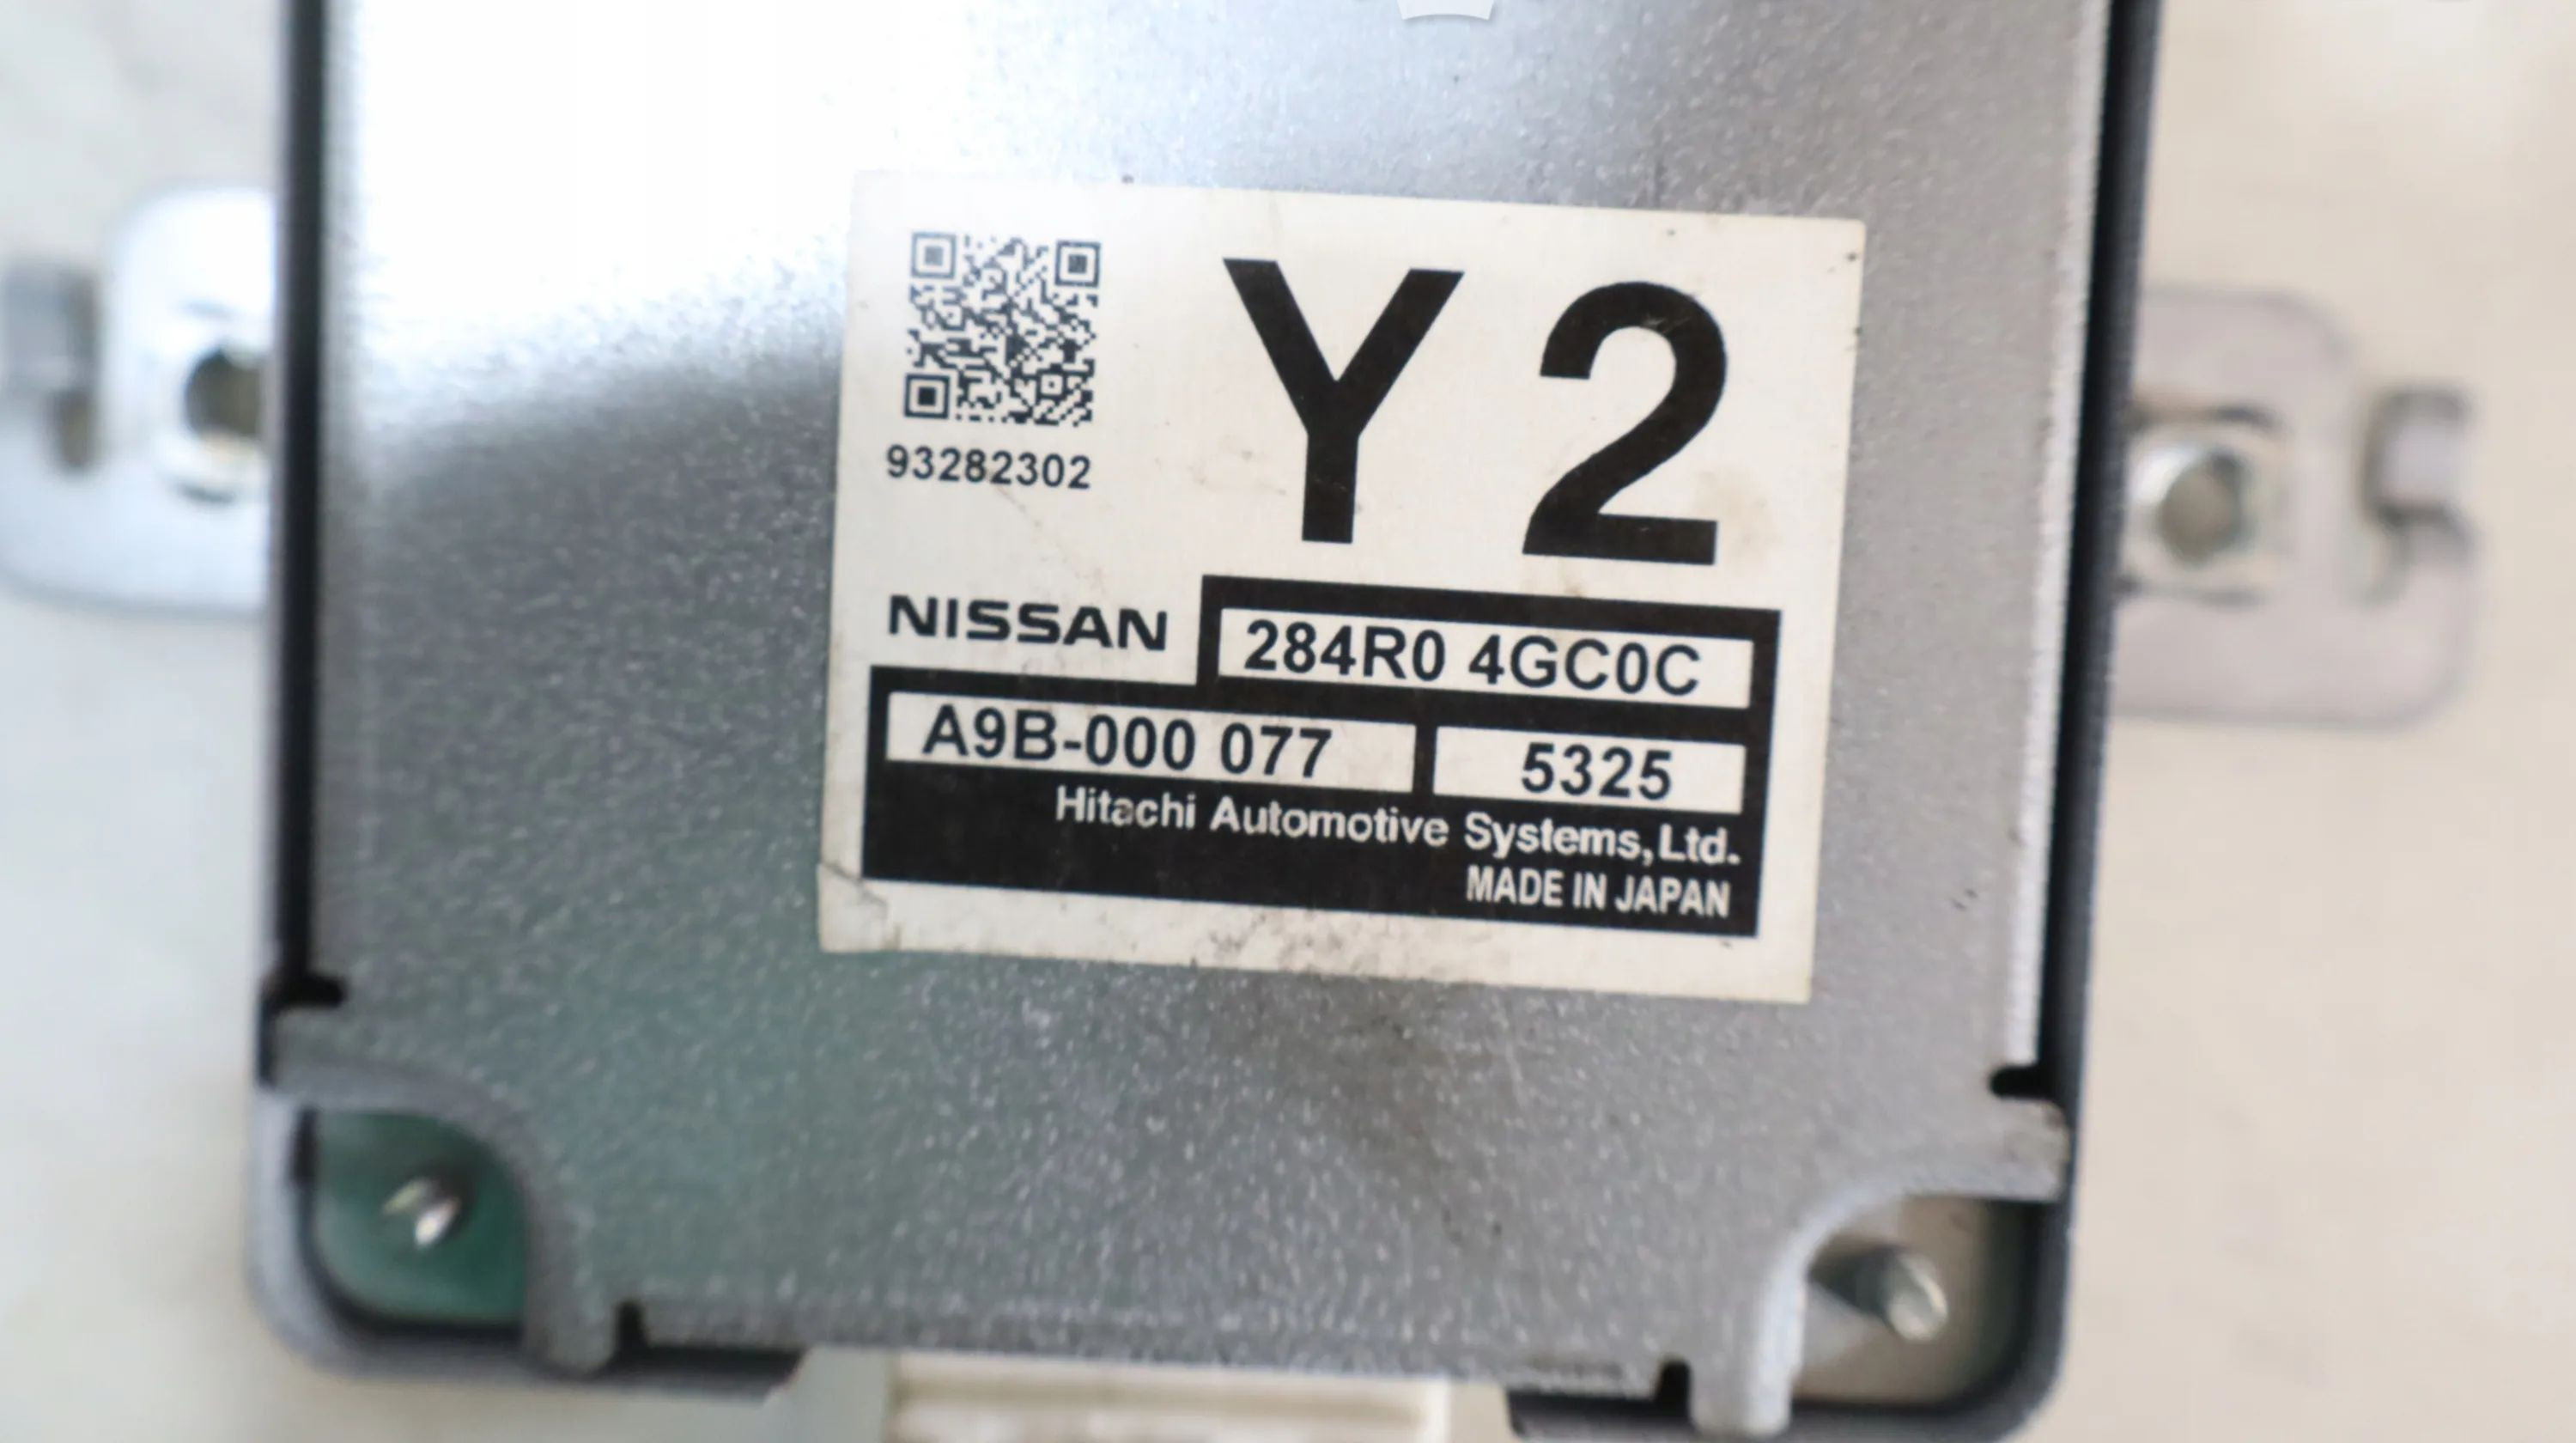 Y2
93282302
NISSAN
284R0 4GC0C
A9B-000 077
5325
Hitachi Automotive Systems,Ltd.
MADE IN JAPAN